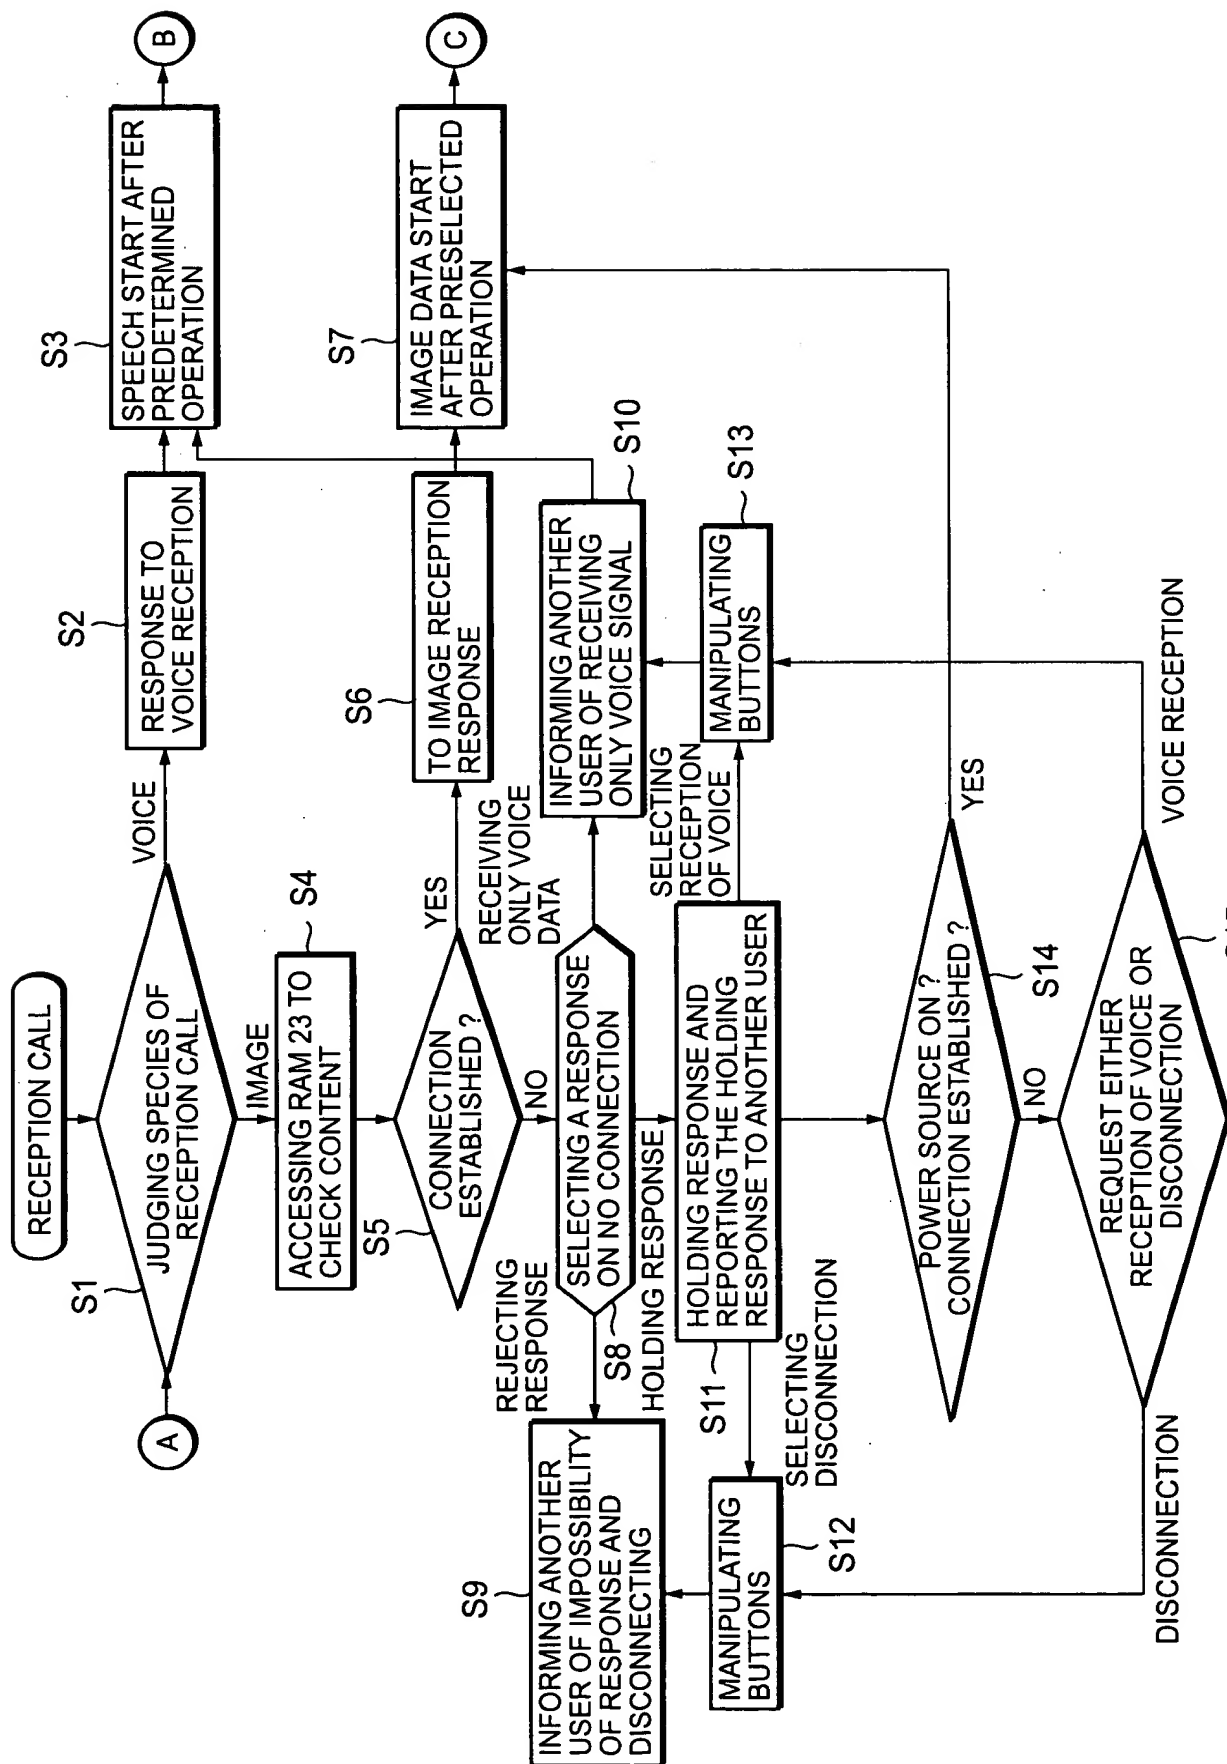 RECEPTION CALL
A
S1
JUDGING SPECIES OF
RECEPTION CALL
VOICE
S2
RESPONSE TO
VOICE RECEPTION
S3
SPEECH START AFTER
PREDETERMINED
OPERATION
B
IMAGE
S4
ACCESSING RAM 23 TO
CHECK CONTENT
S5
CONNECTION
ESTABLISHED ?
YES
S6
TO IMAGE RECEPTION
RESPONSE
S7
IMAGE DATA START
AFTER PRESELECTED
OPERATION
C
NO
RECEIVING
ONLY VOICE
DATA
REJECTING
RESPONSE
S8
SELECTING A RESPONSE
ON NO CONNECTION
S9
INFORMING ANOTHER
USER OF IMPOSSIBILITY
OF RESPONSE AND
DISCONNECTING
S10
INFORMING ANOTHER
USER OF RECEIVING
ONLY VOICE SIGNAL
HOLDING RESPONSE
S11
HOLDING RESPONSE AND
REPORTING THE HOLDING
RESPONSE TO ANOTHER USER
SELECTING
RECEPTION
OF VOICE
S13
MANIPULATING
BUTTONS
SELECTING
DISCONNECTION
S12
MANIPULATING
BUTTONS
POWER SOURCE ON ?
CONNECTION ESTABLISHED ?
S14
YES
NO
REQUEST EITHER
RECEPTION OF VOICE OR
DISCONNECTION
VOICE RECEPTION
DISCONNECTION